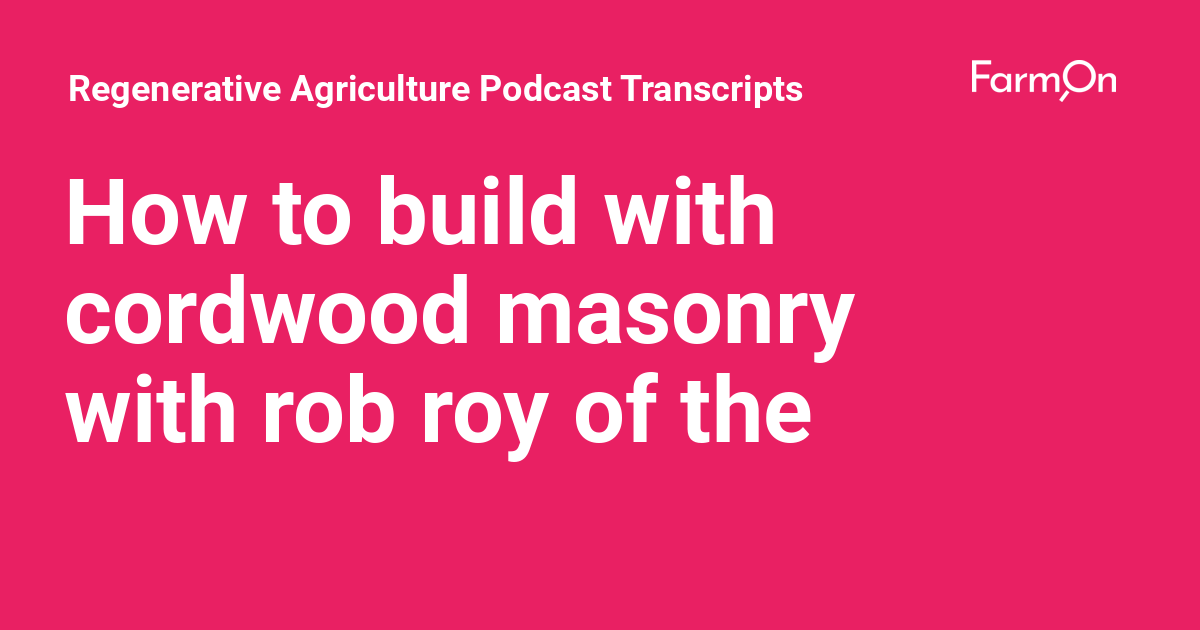 Regenerative Agriculture Podcast Transcripts
FarmOn
How to build with
cordwood masonry
with rob roy of the